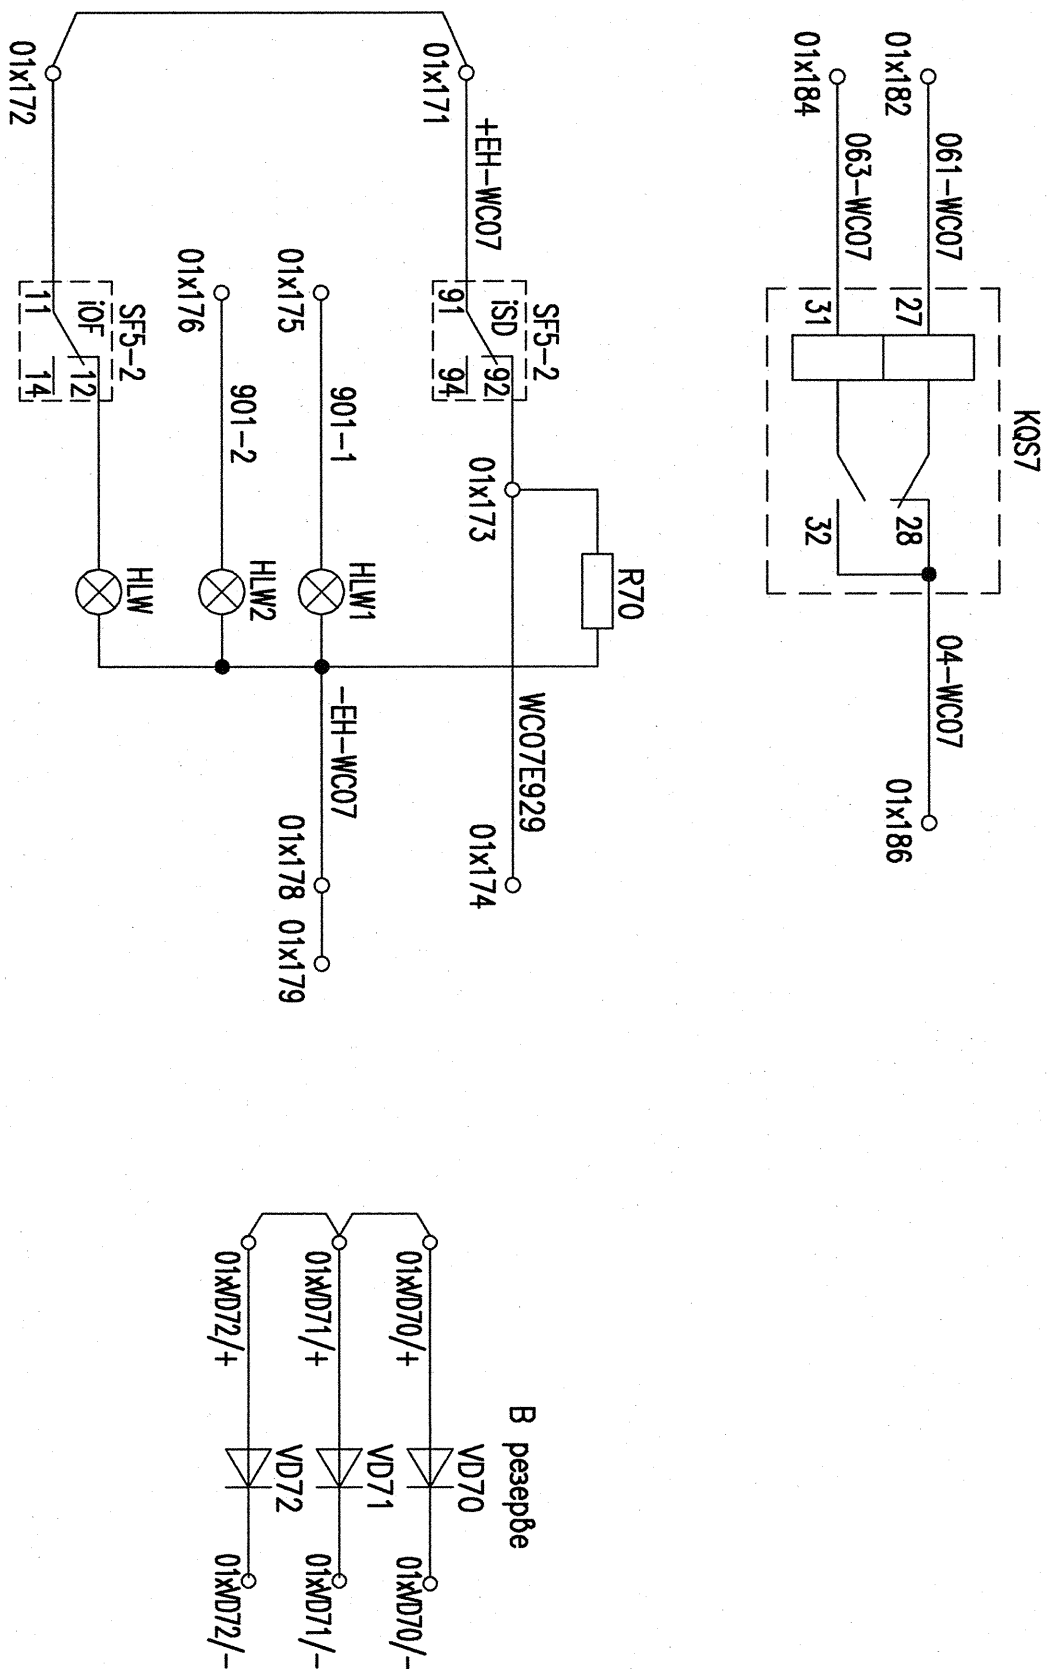 KQS7
01x182
061-WC07
27
28
04-WC07
01x186
01x184
063-WC07
31
32
R70
SF5-2
iSD
01x171
+EH-WC07
91
92
94
01x173
WC07E929
01x174
01x175
901-1
HLW1
-EH-WC07
01x178
01x179
01x176
901-2
HLW2
SF5-2
iOF
01x172
11
12
14
HLW
В резерве
01xVD70/+
VD70
01xVD70/-
01xVD71/+
VD71
01xVD71/-
01xVD72/+
VD72
01xVD72/-